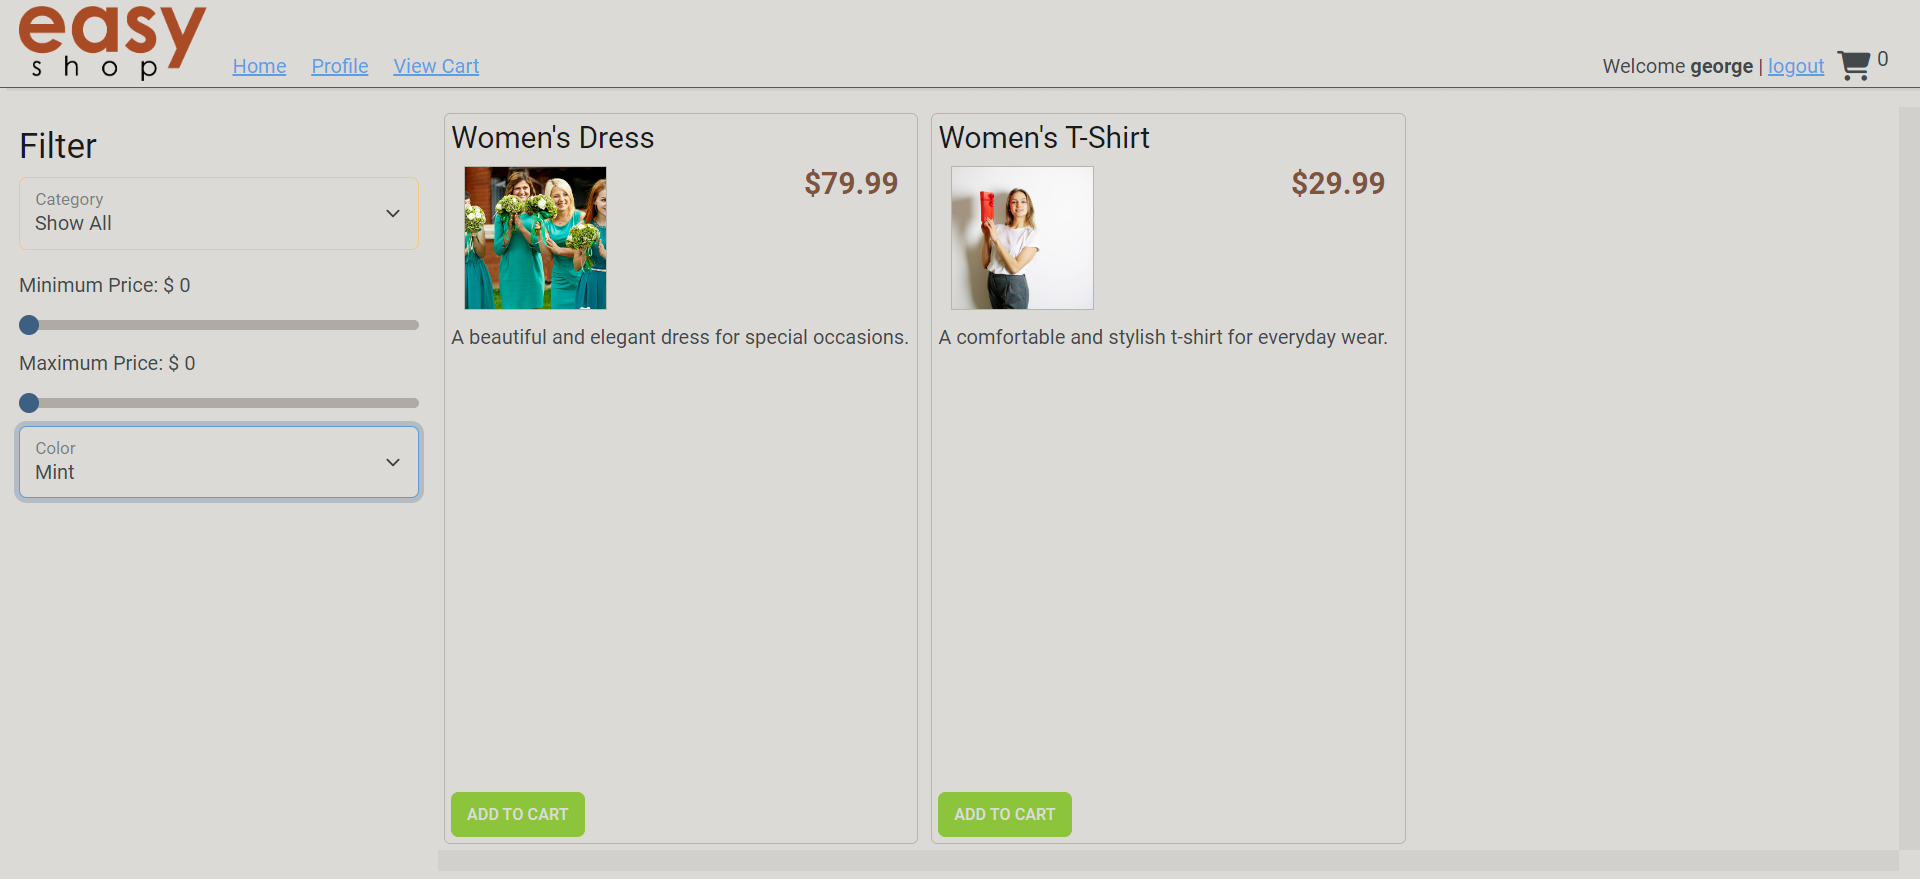 easy
shop
Home Profile View Cart
Welcome george | logout 0
Filter
Category
Show All
Minimum Price: $ 0
Maximum Price: $ 0
Color
Mint
Women's Dress
$79.99
A beautiful and elegant dress for special occasions.
ADD TO CART
Women's T-Shirt
$29.99
A comfortable and stylish t-shirt for everyday wear.
ADD TO CART